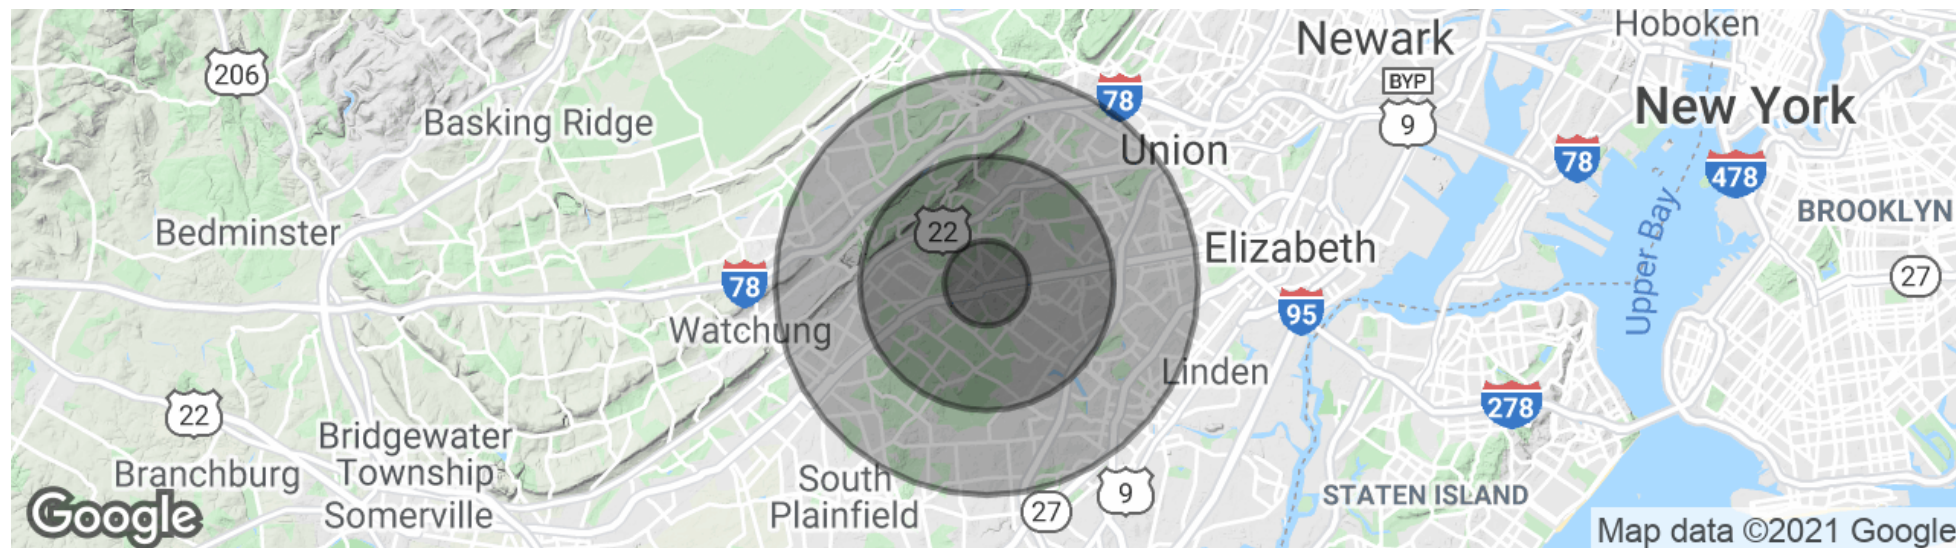 Hoboken
Newark
206
BYP
78
New York
9
Basking Ridge
Union
78
478
BROOKLYN
Bedminster
22
Elizabeth
Upper Bay
27
78
95
Watchung
Linden
278
22
Bridgewater
Township
Branchburg
South
Plainfield
9
STATEN ISLAND
Somerville
27
Google
Map data ©2021 Google